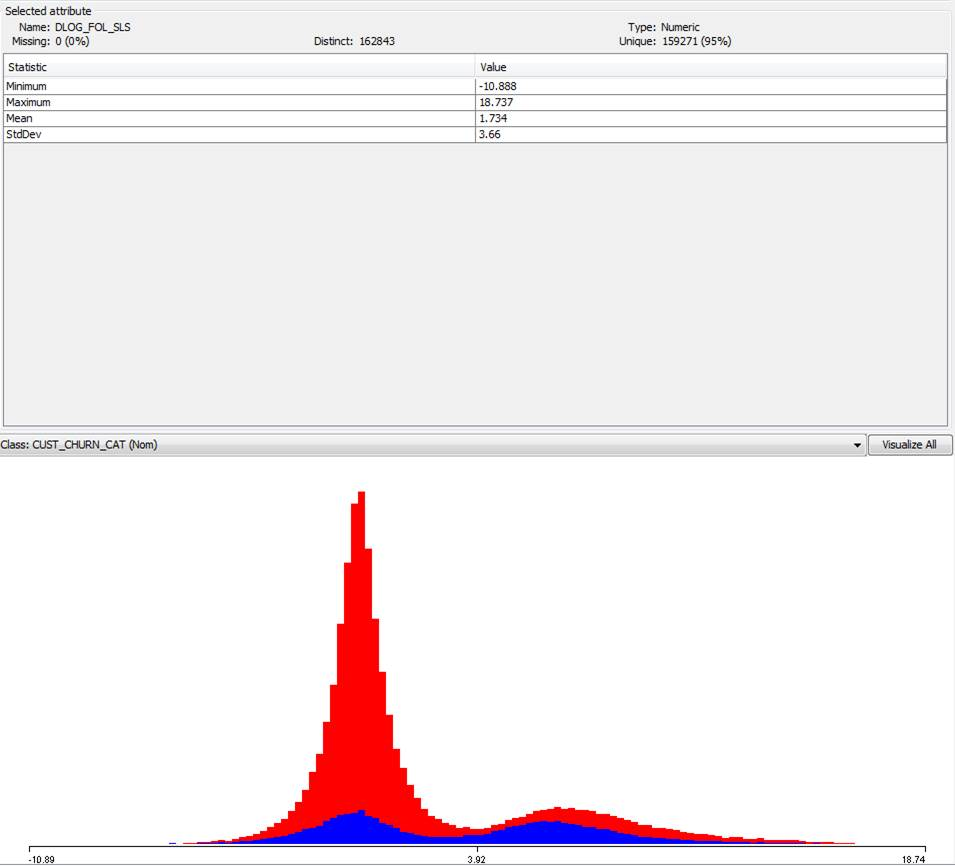 Selected attribute
Name: DLOG_FOL_SLS Type: Numeric
Missing: 0 (0%) Distinct: 162843 Unique: 159271 (95%)
Statistic Value
Minimum -10.888
Maximum 18.737
Mean 1.734
StdDev 3.66
Class: CUST_CHURN_CAT (Nom) Visualize All
-10.89 3.92 18.74